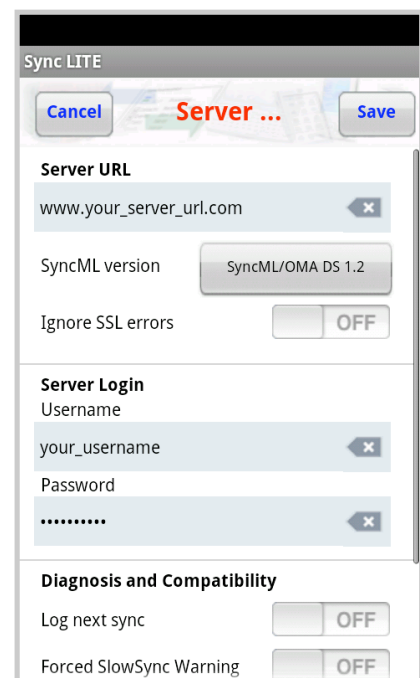 Sync LITE
Cancel Server ... Save
Server URL
www.your_server_url.com
SyncML version SyncML/OMA DS 1.2
Ignore SSL errors OFF
Server Login
Username
your_username
Password
••••••••••
Diagnosis and Compatibility
Log next sync OFF
Forced SlowSync Warning OFF